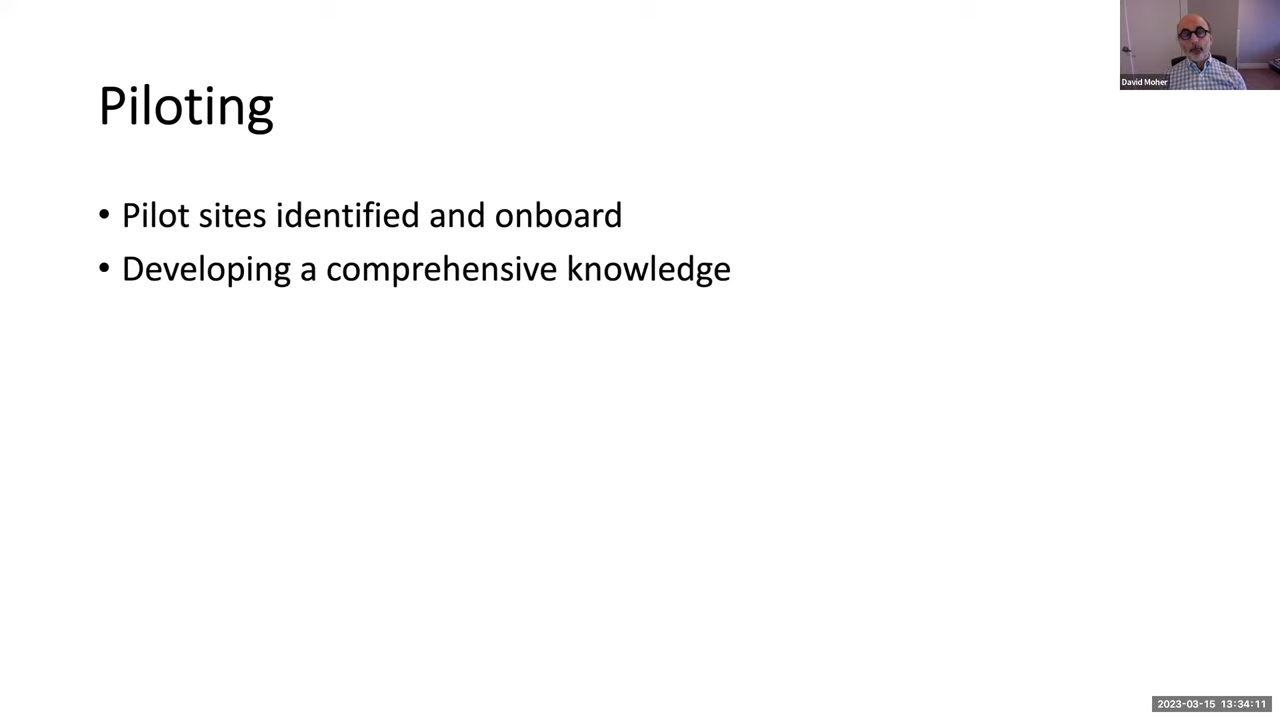 David Moher
Piloting
• Pilot sites identified and onboard
• Developing a comprehensive knowledge
2023-03-15 13:34:11